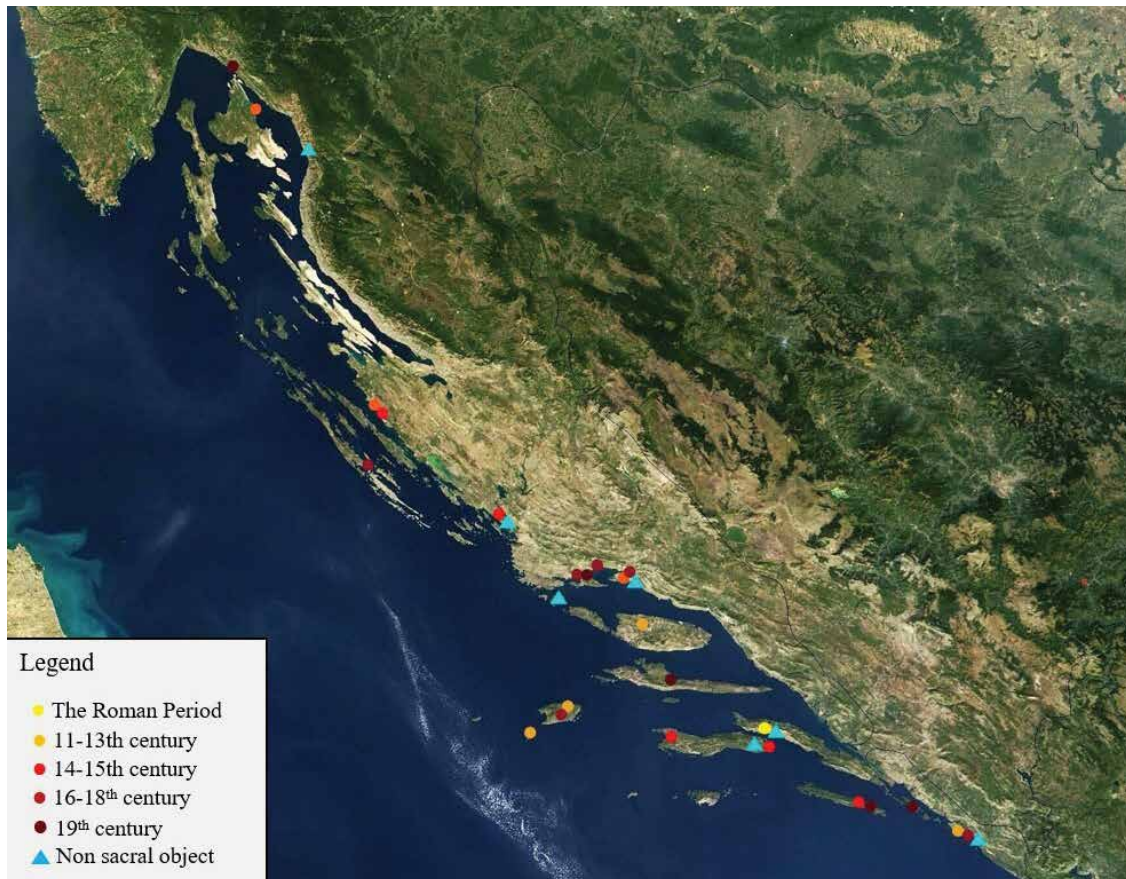 Legend
The Roman Period
11-13th century
14-15th century
16-18th century
19th century
Non sacral object